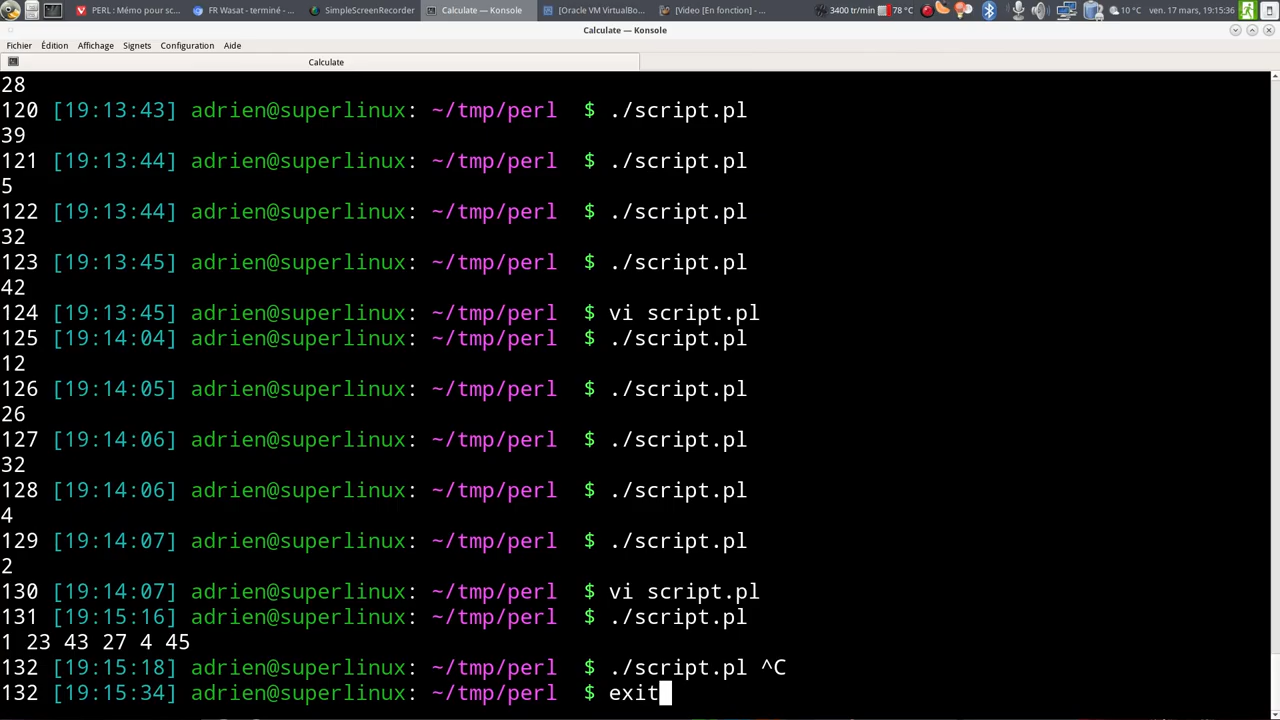 PERL : Mémo pour sc...
FR Wasat - terminé - ...
SimpleScreenRecorder
Calculate — Konsole
[Oracle VM VirtualBo...
[Video [En fonction] - ...
3400 tr/min
78 °C
10 °C
ven. 17 mars, 19:15:36
Calculate — Konsole
Fichier Édition Affichage Signets Configuration Aide
Calculate
28
120 [19:13:43] adrien@superlinux: ~/tmp/perl $ ./script.pl
39
121 [19:13:44] adrien@superlinux: ~/tmp/perl $ ./script.pl
5
122 [19:13:44] adrien@superlinux: ~/tmp/perl $ ./script.pl
32
123 [19:13:45] adrien@superlinux: ~/tmp/perl $ ./script.pl
42
124 [19:13:45] adrien@superlinux: ~/tmp/perl $ vi script.pl
125 [19:14:04] adrien@superlinux: ~/tmp/perl $ ./script.pl
12
126 [19:14:05] adrien@superlinux: ~/tmp/perl $ ./script.pl
26
127 [19:14:06] adrien@superlinux: ~/tmp/perl $ ./script.pl
32
128 [19:14:06] adrien@superlinux: ~/tmp/perl $ ./script.pl
4
129 [19:14:07] adrien@superlinux: ~/tmp/perl $ ./script.pl
2
130 [19:14:07] adrien@superlinux: ~/tmp/perl $ vi script.pl
131 [19:15:16] adrien@superlinux: ~/tmp/perl $ ./script.pl
1 23 43 27 4 45
132 [19:15:18] adrien@superlinux: ~/tmp/perl $ ./script.pl ^C
132 [19:15:34] adrien@superlinux: ~/tmp/perl $ exit